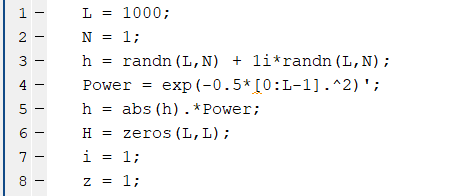 1 - L = 1000;
2 - N = 1;
3 - h = randn(L,N) + 1i*randn(L,N);
4 - Power = exp(-0.5*[0:L-1].^2)';
5 - h = abs(h).*Power;
6 - H = zeros(L,L);
7 - i = 1;
8 - z = 1;